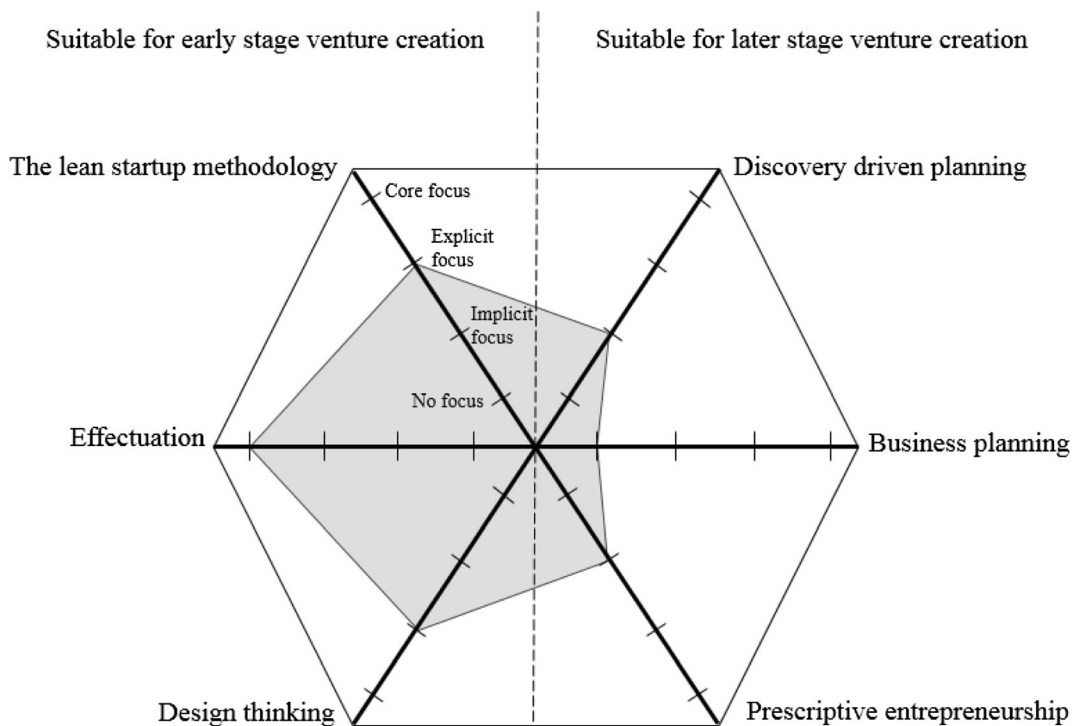 Suitable for early stage venture creation
Suitable for later stage venture creation
The lean startup methodology
Discovery driven planning
Core focus
Explicit
focus
Implicit
focus
No focus
Effectuation
Business planning
Design thinking
Prescriptive entrepreneurship